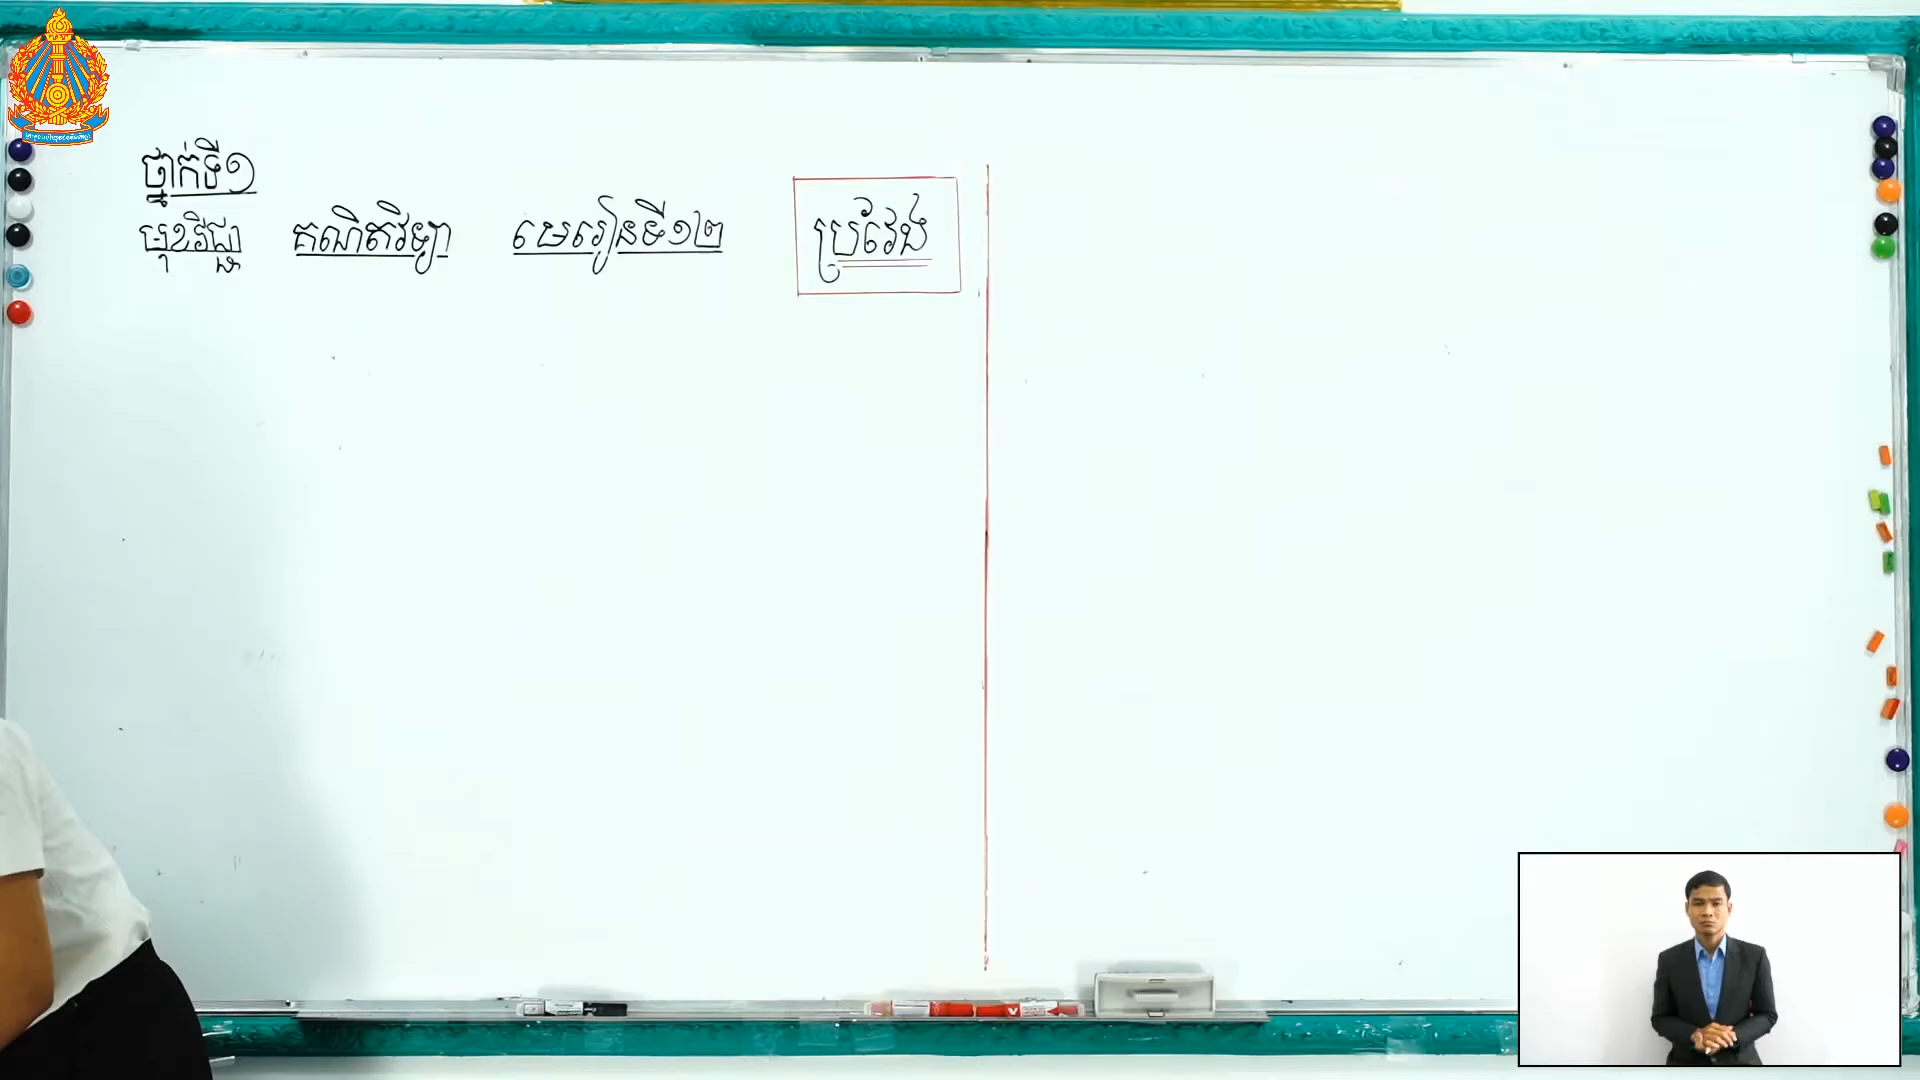 ថ្នាក់ទី១
មុខវិជ្ជា គណិតវិទ្យា មេរៀនទី១២ ប្រវែង